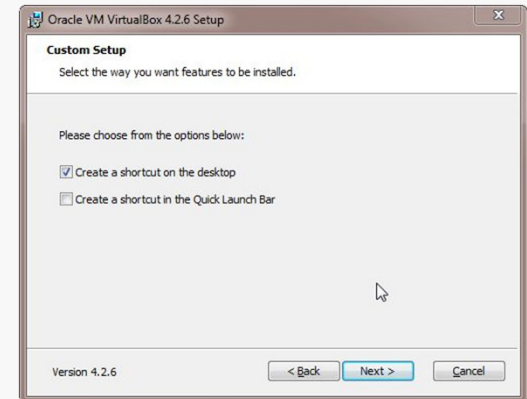 Oracle VM VirtualBox 4.2.6 Setup
Custom Setup
Select the way you want features to be installed.
Please choose from the options below:
Create a shortcut on the desktop
Create a shortcut in the Quick Launch Bar
Version 4.2.6
< Back Next > Cancel